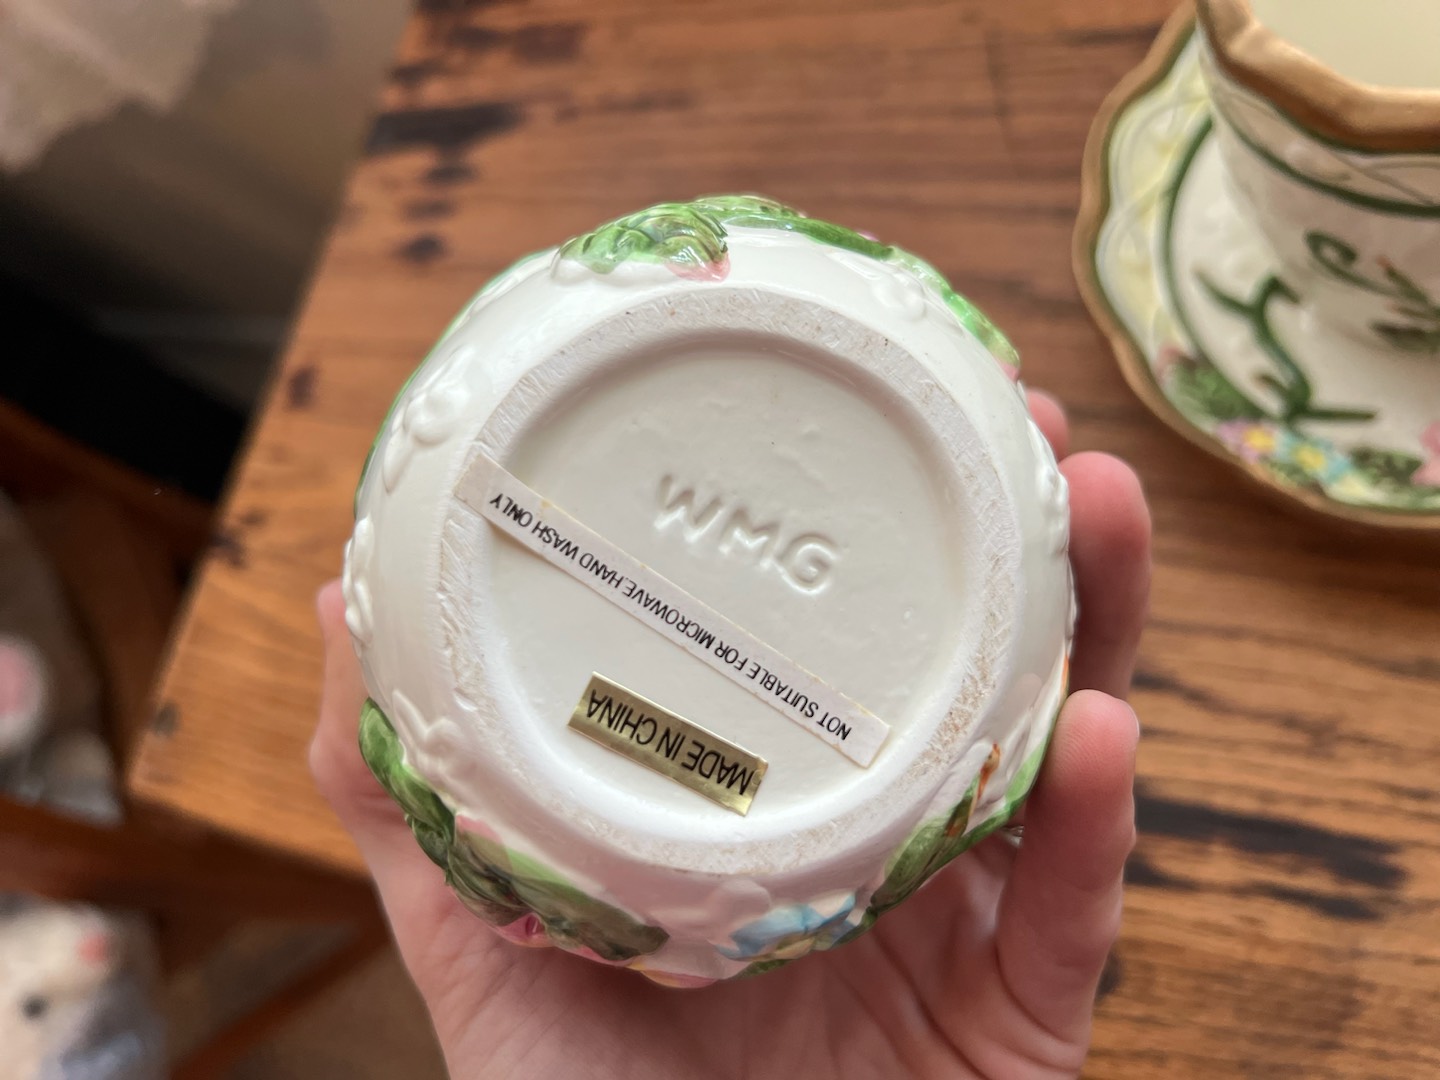 WMG
NOT SUITABLE FOR MICROWAVE.HAND WASH ONLY
MADE IN CHINA